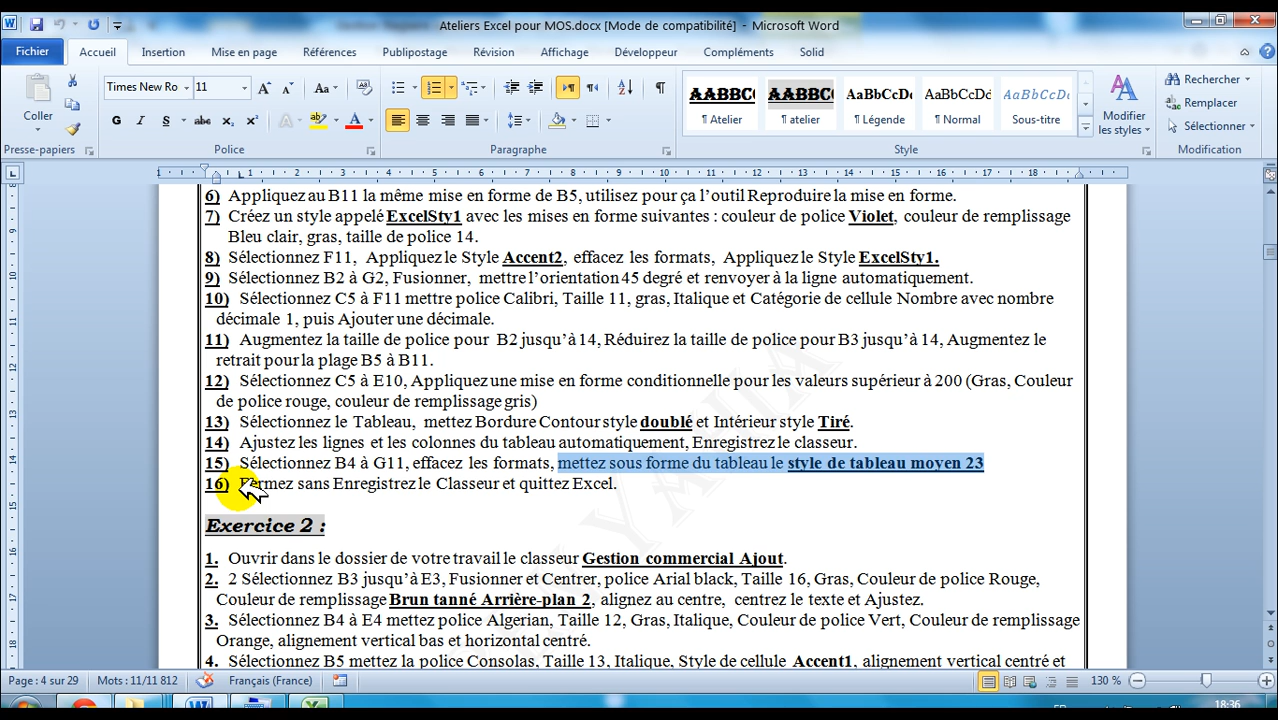 Ateliers Excel pour MOS.docx [Mode de compatibilité] - Microsoft Word
Fichier Accueil Insertion Mise en page Références Publipostage Révision Affichage Développeur Compléments Solid
Times New Ro 11
Coller
AABBC AABBC AaBbCcDc AaBbCcDc AaBbCcDc
¶ Atelier ¶ atelier ¶ Légende ¶ Normal Sous-titre
Modifier les styles
Rechercher
Remplacer
Sélectionner
Presse-papiers Police Paragraphe Style Modification
6) Appliquez au B11 la même mise en forme de B5, utilisez pour ça l’outil Reproduire la mise en forme.
7) Créez un style appelé ExcelSty1 avec les mises en forme suivantes : couleur de police Violet, couleur de remplissage
Bleu clair, gras, taille de police 14.
8) Sélectionnez F11, Appliquez le Style Accent2, effacez les formats, Appliquez le Style ExcelSty1.
9) Sélectionnez B2 à G2, Fusionner, mettre l’orientation 45 degré et renvoyer à la ligne automatiquement.
10) Sélectionnez C5 à F11 mettre police Calibri, Taille 11, gras, Italique et Catégorie de cellule Nombre avec nombre
décimale 1, puis Ajouter une décimale.
11) Augmentez la taille de police pour B2 jusqu’à 14, Réduirez la taille de police pour B3 jusqu’à 14, Augmentez le
retrait pour la plage B5 à B11.
12) Sélectionnez C5 à E10, Appliquez une mise en forme conditionnelle pour les valeurs supérieur à 200 (Gras, Couleur
de police rouge, couleur de remplissage gris)
13) Sélectionnez le Tableau, mettez Bordure Contour style doublé et Intérieur style Tiré.
14) Ajustez les lignes et les colonnes du tableau automatiquement, Enregistrez le classeur.
15) Sélectionnez B4 à G11, effacez les formats, mettez sous forme du tableau le style de tableau moyen 23
16) Fermez sans Enregistrez le Classeur et quittez Excel.
Exercice 2 :
1. Ouvrir dans le dossier de votre travail le classeur Gestion commercial Ajout.
2. 2 Sélectionnez B3 jusqu’à E3, Fusionner et Centrer, police Arial black, Taille 16, Gras, Couleur de police Rouge,
Couleur de remplissage Brun tanné Arrière-plan 2, alignez au centre, centrez le texte et Ajustez.
3. Sélectionnez B4 à E4 mettez police Algerian, Taille 12, Gras, Italique, Couleur de police Vert, Couleur de remplissage
Orange, alignement vertical bas et horizontal centré.
4. Sélectionnez B5 mettez la police Consolas, Taille 13, Italique, Style de cellule Accent1, alignement vertical centré et
Page : 4 sur 29 Mots : 11/11 812 Français (France) 130 %
18:36